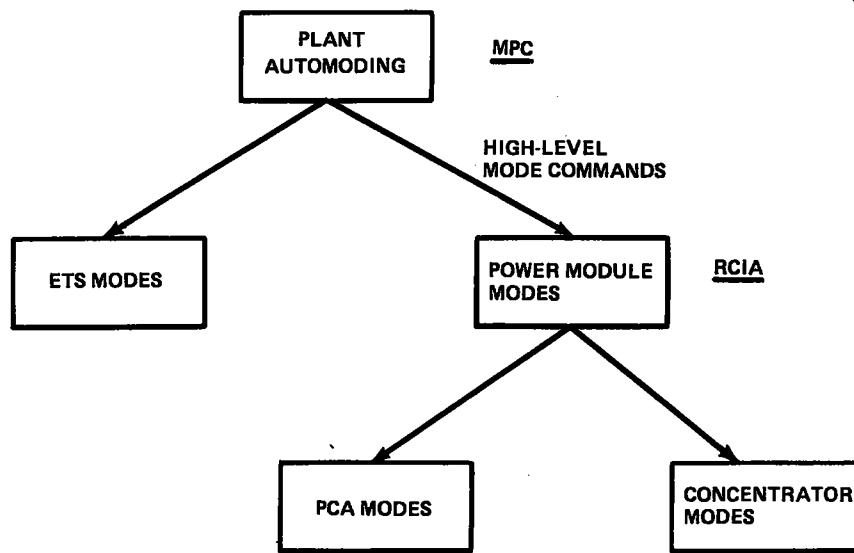 PLANT
AUTOMODING
MPC
HIGH-LEVEL
MODE COMMANDS
ETS MODES
POWER MODULE
MODES
RCIA
PCA MODES
CONCENTRATOR
MODES